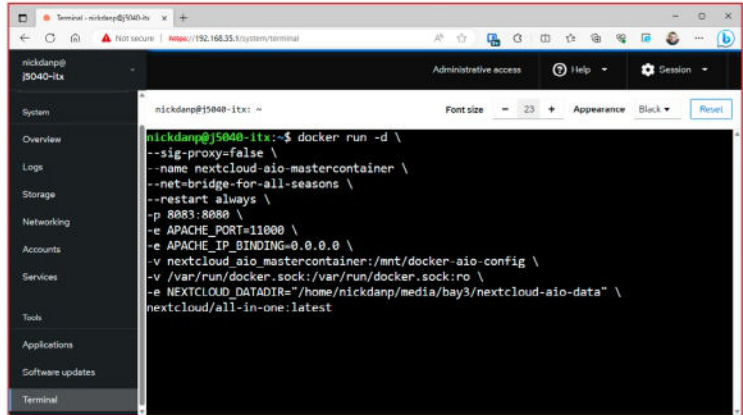 Terminal - nickdanp@j5040-itx
Not secure | https://192.168.35.1/system/terminal
nickdanp@
j5040-itx
Administrative access
Help
Session
System
Overview
Logs
Storage
Networking
Accounts
Services
Tools
Applications
Software updates
Terminal
nickdanp@j5040-itx: ~
Font size - 23 + Appearance Black Reset
nickdanp@j5040-itx:~$ docker run -d \
--sig-proxy=false \
--name nextcloud-aio-mastercontainer \
--net=bridge-for-all-seasons \
--restart always \
-p 8083:8080 \
-e APACHE_PORT=11000 \
-e APACHE_IP_BINDING=0.0.0.0 \
-v nextcloud_aio_mastercontainer:/mnt/docker-aio-config \
-v /var/run/docker.sock:/var/run/docker.sock:ro \
-e NEXTCLOUD_DATADIR="/home/nickdanp/media/bay3/nextcloud-aio-data" \
nextcloud/all-in-one:latest